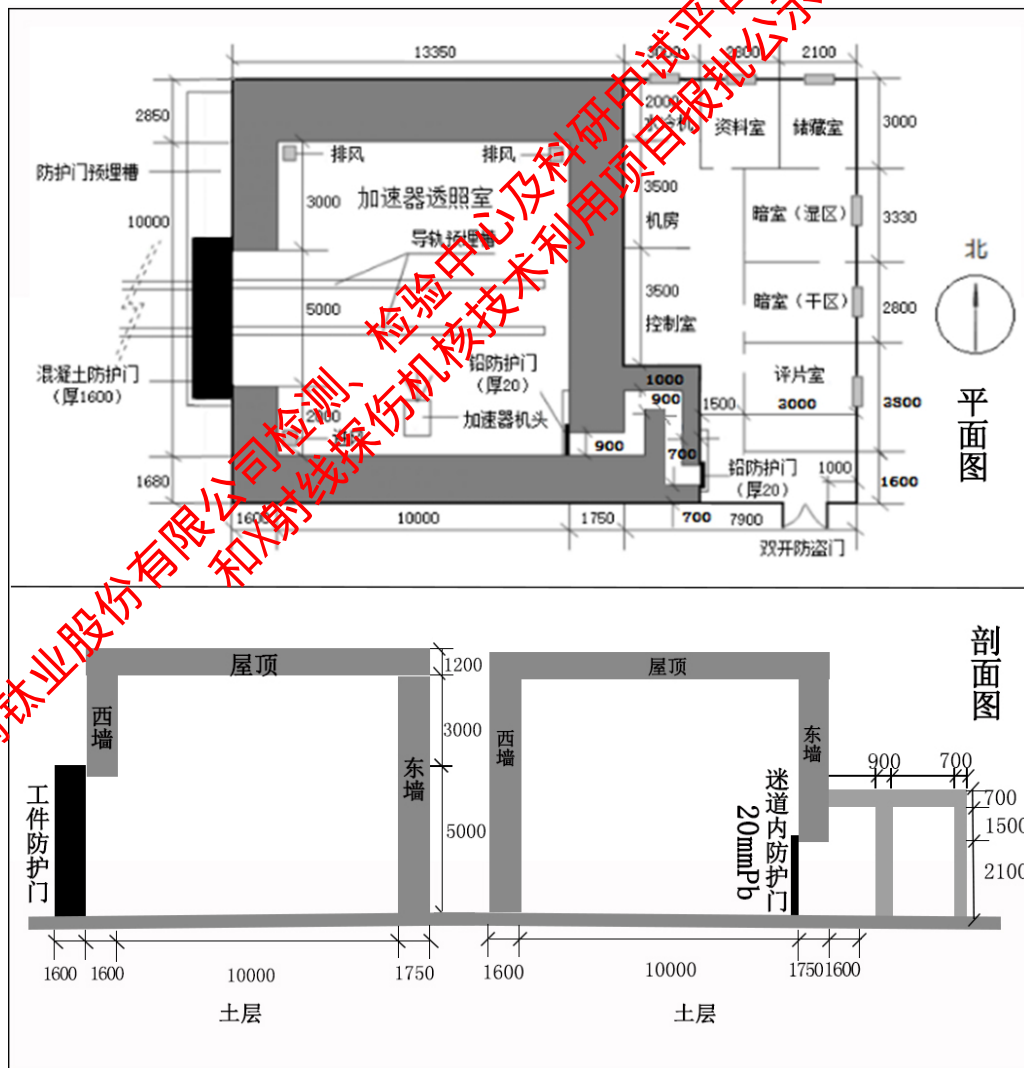 13350
2100
2850
2000
3000
排风
排风
资料室
储藏室
防护门预埋槽
3000
加速器透照室
3500
机房
暗室（湿区）
3330
10000
导轨预埋槽
北
5000
3500
控制室
暗室（干区）
2800
混凝土防护门
（厚1600）
铅防护门
（厚20）
评片室
1000
900
1500
3000
3800
平面图
加速器机头
900
700
铅防护门
（厚20）
1000
1680
1600
10000
1750
700
7900
双开防盗门
检测、检验中心及科研中试平台
钛业股份有限公司
和X射线探伤机核技术利用项目报批公示
屋顶
1200
屋顶
剖面图
西墙
3000
西墙
东墙
东墙
900
700
工件防护门
5000
迷道内防护门
20mmPb
700
1500
2100
1600
1600
10000
1750
1600
10000
1750
1600
土层
土层